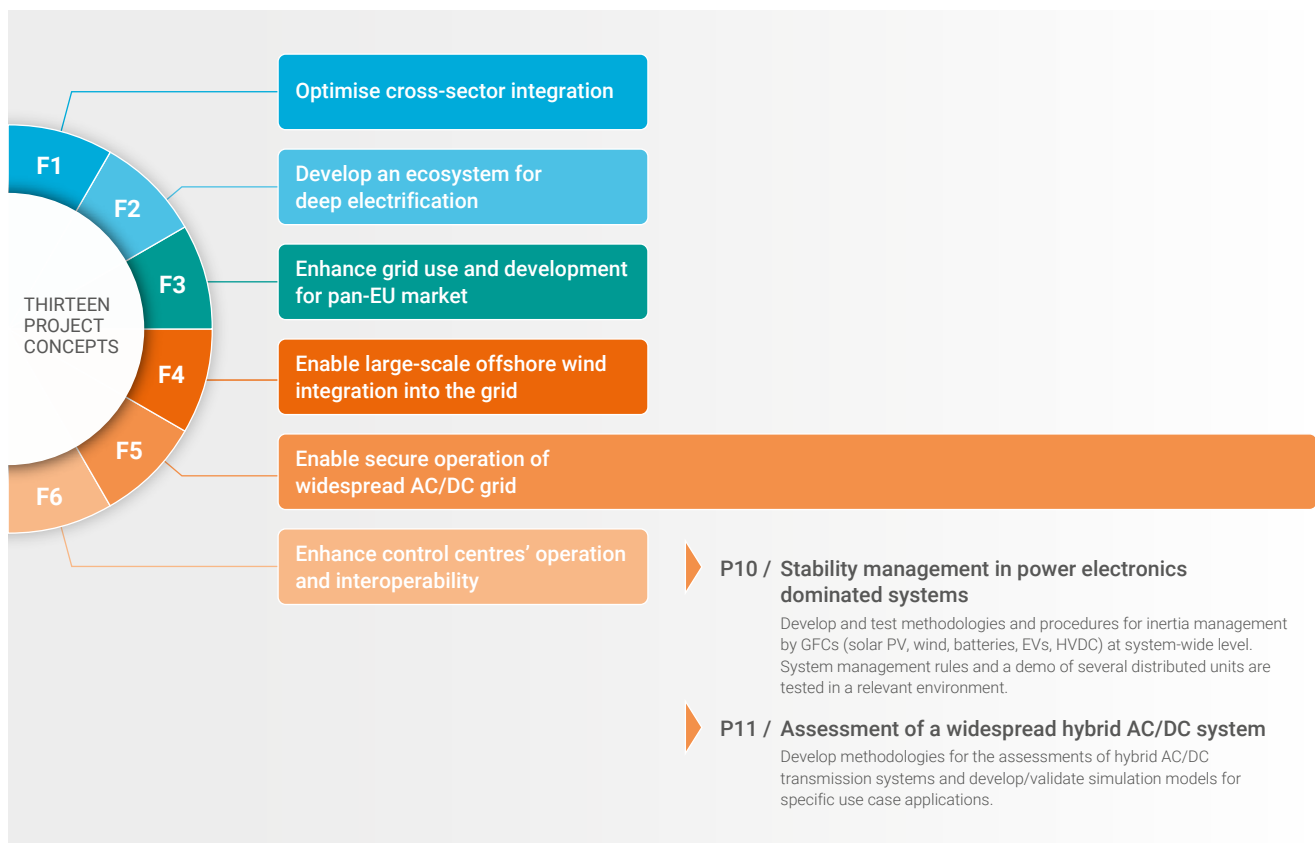 THIRTEEN
PROJECT
CONCEPTS
F1
Optimise cross-sector integration
F2
Develop an ecosystem for
deep electrification
F3
Enhance grid use and development
for pan-EU market
F4
Enable large-scale offshore wind
integration into the grid
F5
Enable secure operation of
widespread AC/DC grid
F6
Enhance control centres’ operation
and interoperability
P10 / Stability management in power electronics
dominated systems
Develop and test methodologies and procedures for inertia management
by GFCs (solar PV, wind, batteries, EVs, HVDC) at system-wide level.
System management rules and a demo of several distributed units are
tested in a relevant environment.
P11 / Assessment of a widespread hybrid AC/DC system
Develop methodologies for the assessments of hybrid AC/DC
transmission systems and develop/validate simulation models for
specific use case applications.